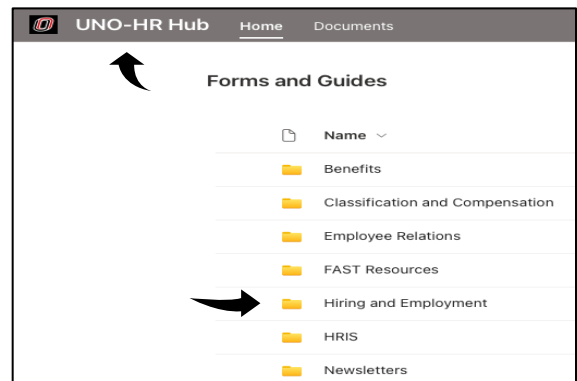 UNO-HR Hub Home Documents
Forms and Guides
Name
Benefits
Classification and Compensation
Employee Relations
FAST Resources
Hiring and Employment
HRIS
Newsletters